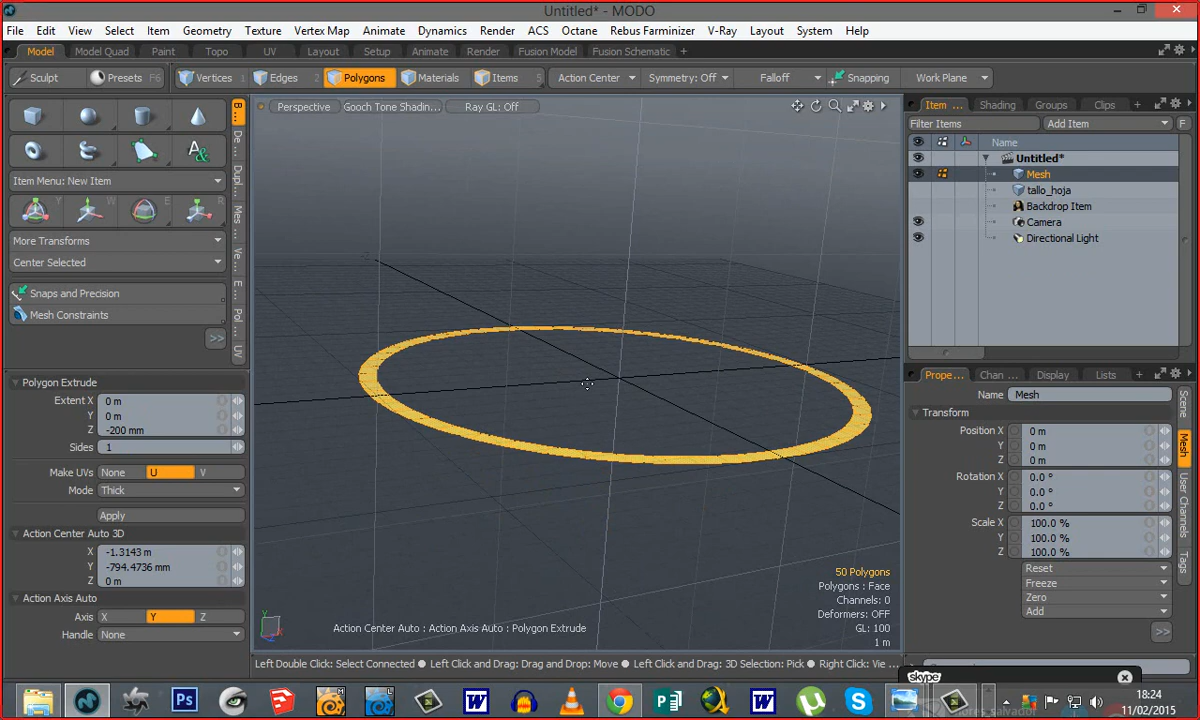 Untitled* - MODO
File Edit View Select Item Geometry Texture Vertex Map Animate Dynamics Render ACS Octane Rebus Farminizer V-Ray Layout System Help
Model Model Quad Paint Topo UV Layout Setup Animate Render Fusion Model Fusion Schematic +
Sculpt Presets F6 Vertices 1 Edges 2 Polygons Materials Items 5 Action Center Symmetry: Off Falloff Snapping Work Plane
Perspective Gooch Tone Shadin... Ray GL: Off
Item ... Shading Groups Clips +
Filter Items Add Item F
Name
Untitled*
Mesh
tallo_hoja
Backdrop Item
Camera
Directional Light
B...
De...
Dupl...
Mes...
Ve...
E...
Pol...
UV
Item Menu: New Item
Y W E R
More Transforms
Center Selected
Snaps and Precision
Mesh Constraints
>>
Polygon Extrude
Extent X 0 m
Y 0 m
Z -200 mm
Sides 1
Make UVs None U V
Mode Thick
Apply
Action Center Auto 3D
X -1.3143 m
Y -794.4736 mm
Z 0 m
Action Axis Auto
Axis X Y Z
Handle None
50 Polygons
Polygons : Face
Channels: 0
Deformers: OFF
GL: 100
1 m
Action Center Auto : Action Axis Auto : Polygon Extrude
Left Double Click: Select Connected ● Left Click and Drag: Drag and Drop: Move ● Left Click and Drag: 3D Selection: Pick ● Right Click: Vie ...
Prope... Chan ... Display Lists +
Name Mesh
Transform
Position X 0 m
Y 0 m
Z 0 m
Rotation X 0.0 °
Y 0.0 °
Z 0.0 °
Scale X 100.0 %
Y 100.0 %
Z 100.0 %
Reset
Freeze
Zero
Add
>>
Scene
Mesh
User Channels
Tags
skype
18:24
11/02/2015